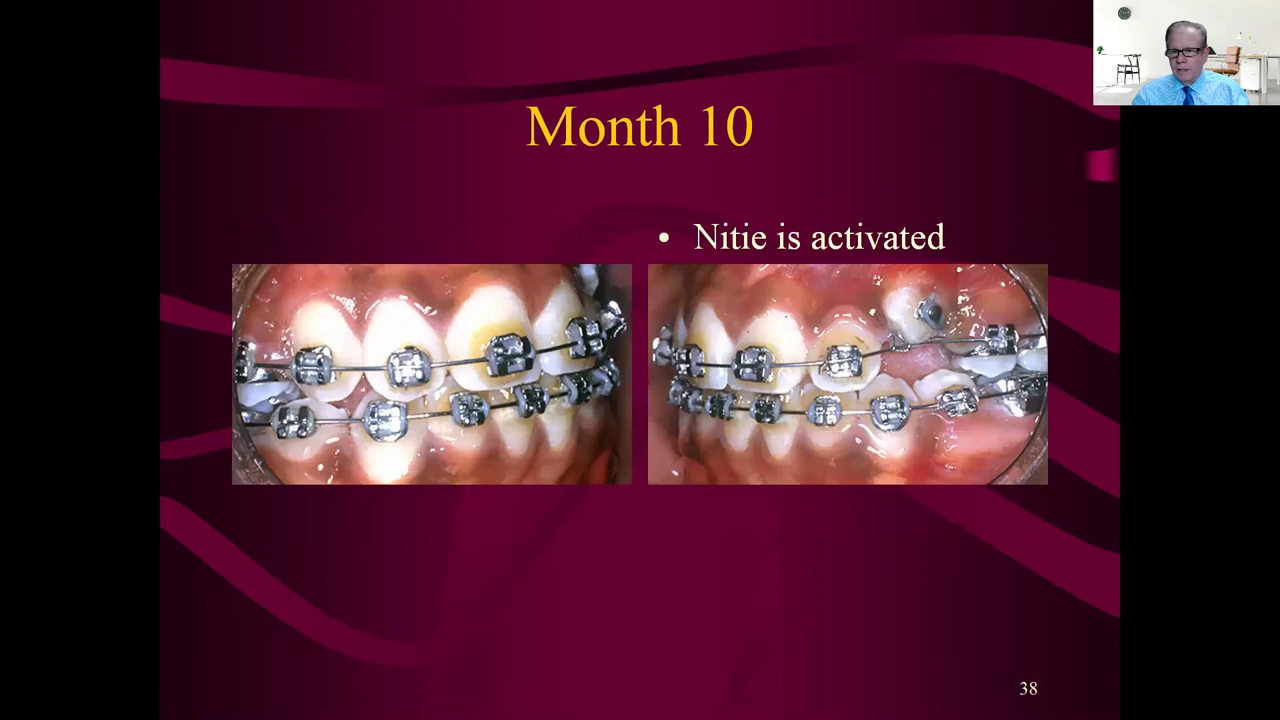 Month 10
• Nitie is activated
38